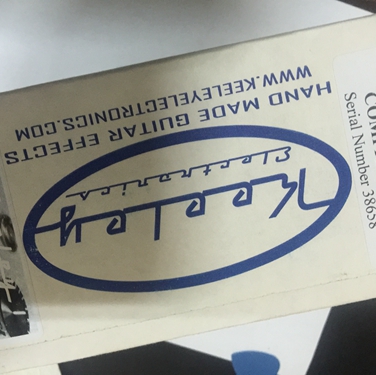 Keeley
Electronics
HAND MADE GUITAR EFFECTS
WWW.KEELEYELECTRONICS.COM
Serial Number 38658